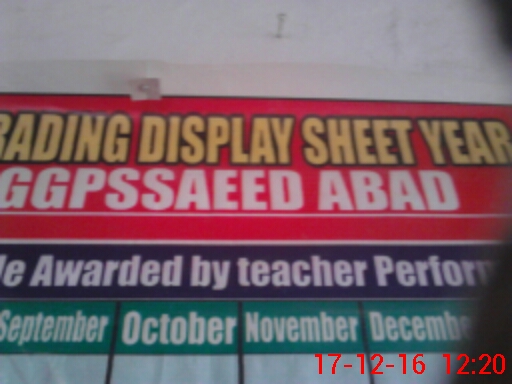 RADING DISPLAY SHEET YEAR
GGPSSAEED ABAD
Awarded by teacher Perform
September October November December
17-12-16 12:20